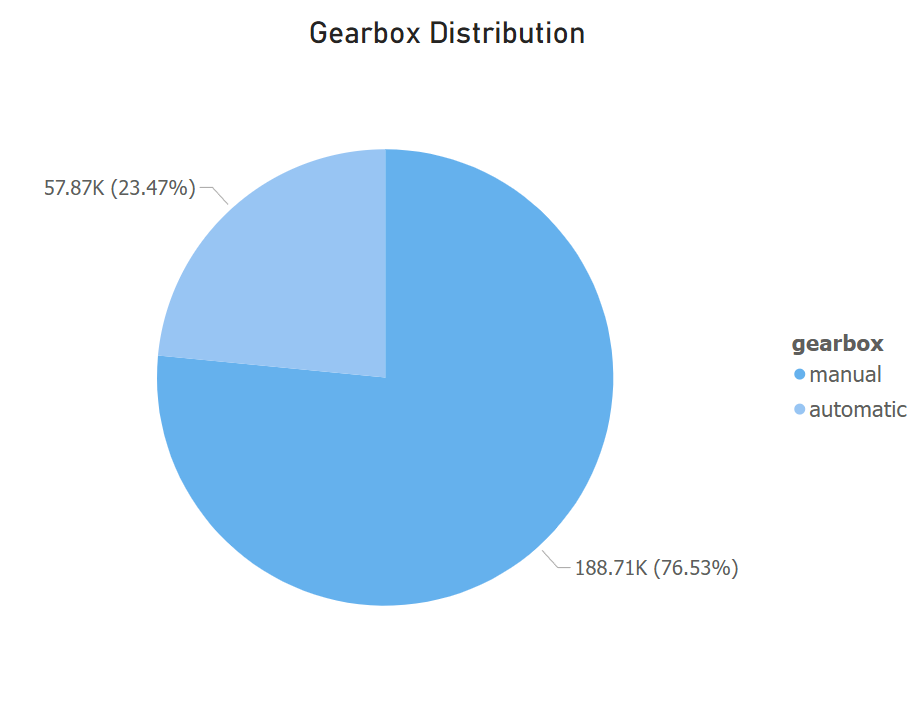 Gearbox Distribution
57.87K (23.47%)
gearbox
manual
automatic
188.71K (76.53%)